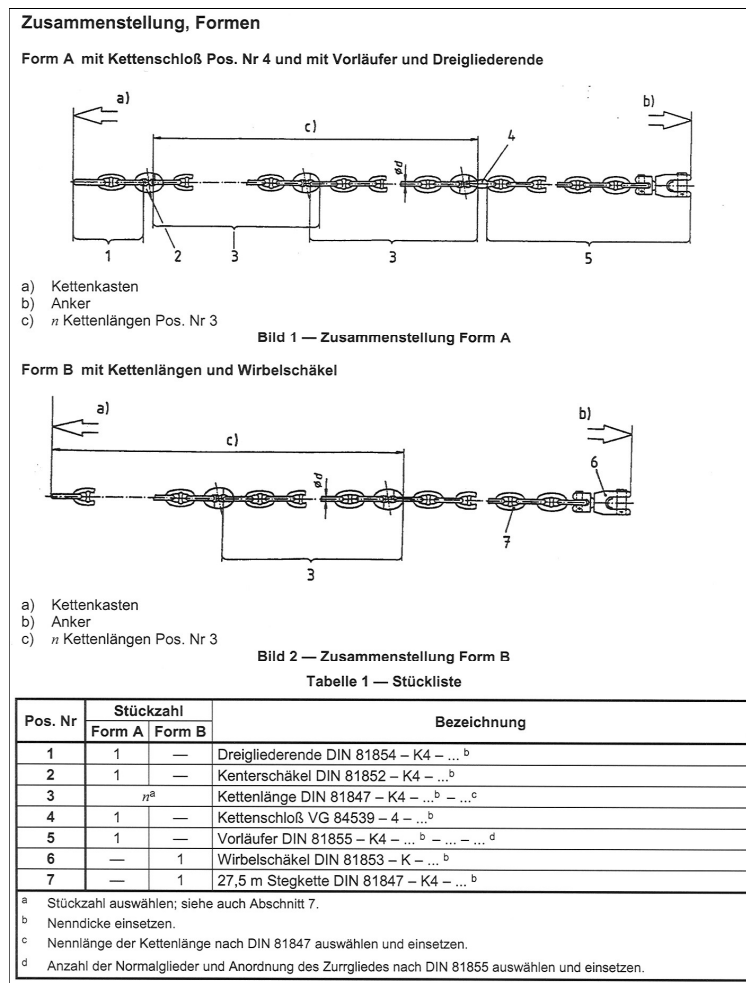 Zusammenstellung, Formen
Form A mit Kettenschloß Pos. Nr 4 und mit Vorläufer und Dreigliederende
a)
b)
c)
4
ød
1
2
3
3
5
a) Kettenkasten
b) Anker
c) n Kettenlängen Pos. Nr 3
Bild 1 — Zusammenstellung Form A
Form B mit Kettenlängen und Wirbelschäkel
a)
b)
c)
6
ød
7
3
a) Kettenkasten
b) Anker
c) n Kettenlängen Pos. Nr 3
Bild 2 — Zusammenstellung Form B
Tabelle 1 — Stückliste
Pos. Nr Stückzahl Bezeichnung
Form A Form B
1 1 — Dreigliederende DIN 81854 – K4 – ... b
2 1 — Kenterschäkel DIN 81852 – K4 – ...b
3 na Kettenlänge DIN 81847 – K4 – ...b – ...c
4 1 — Kettenschloß VG 84539 – 4 – ...b
5 1 — Vorläufer DIN 81855 – K4 – ... b – ... – ... d
6 — 1 Wirbelschäkel DIN 81853 – K – ... b
7 — 1 27,5 m Stegkette DIN 81847 – K4 – ... b
a Stückzahl auswählen; siehe auch Abschnitt 7.
b Nenndicke einsetzen.
c Nennlänge der Kettenlänge nach DIN 81847 auswählen und einsetzen.
d Anzahl der Normalglieder und Anordnung des Zurrgliedes nach DIN 81855 auswählen und einsetzen.